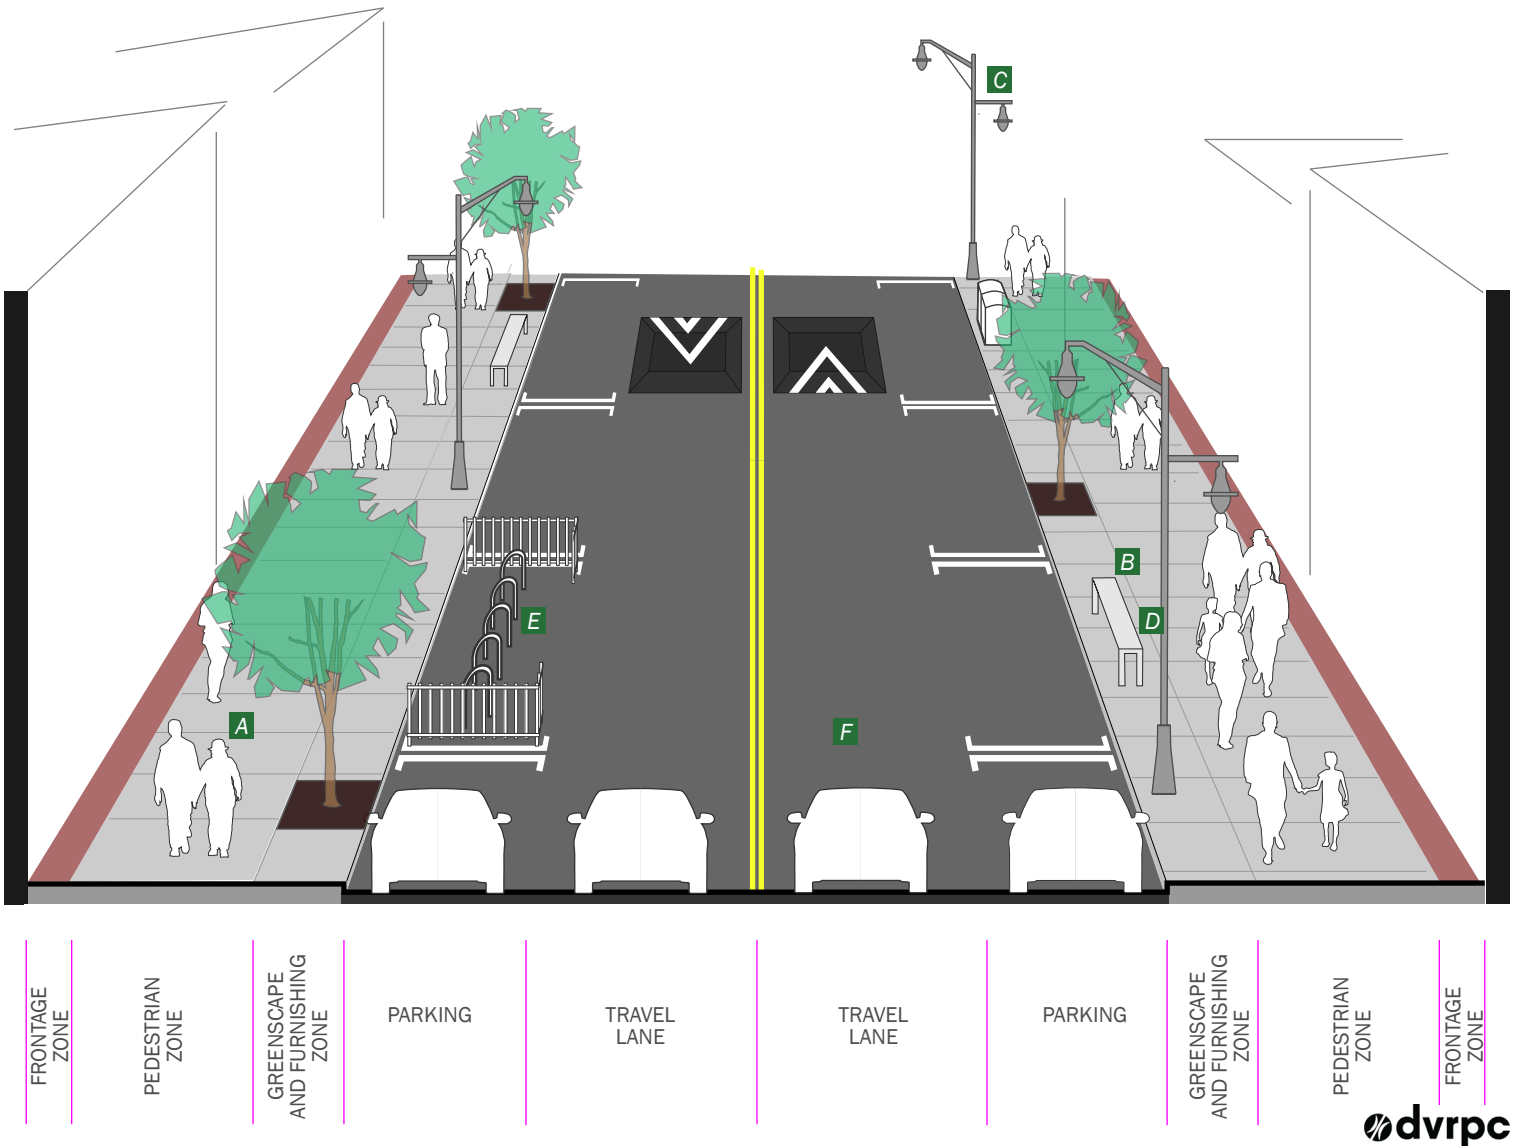 C
B
E
D
A
F
FRONTAGE
ZONE
PEDESTRIAN
ZONE
GREENSCAPE
AND FURNISHING
ZONE
PARKING
TRAVEL
LANE
TRAVEL
LANE
PARKING
GREENSCAPE
AND FURNISHING
ZONE
PEDESTRIAN
ZONE
FRONTAGE
ZONE
dvrpc